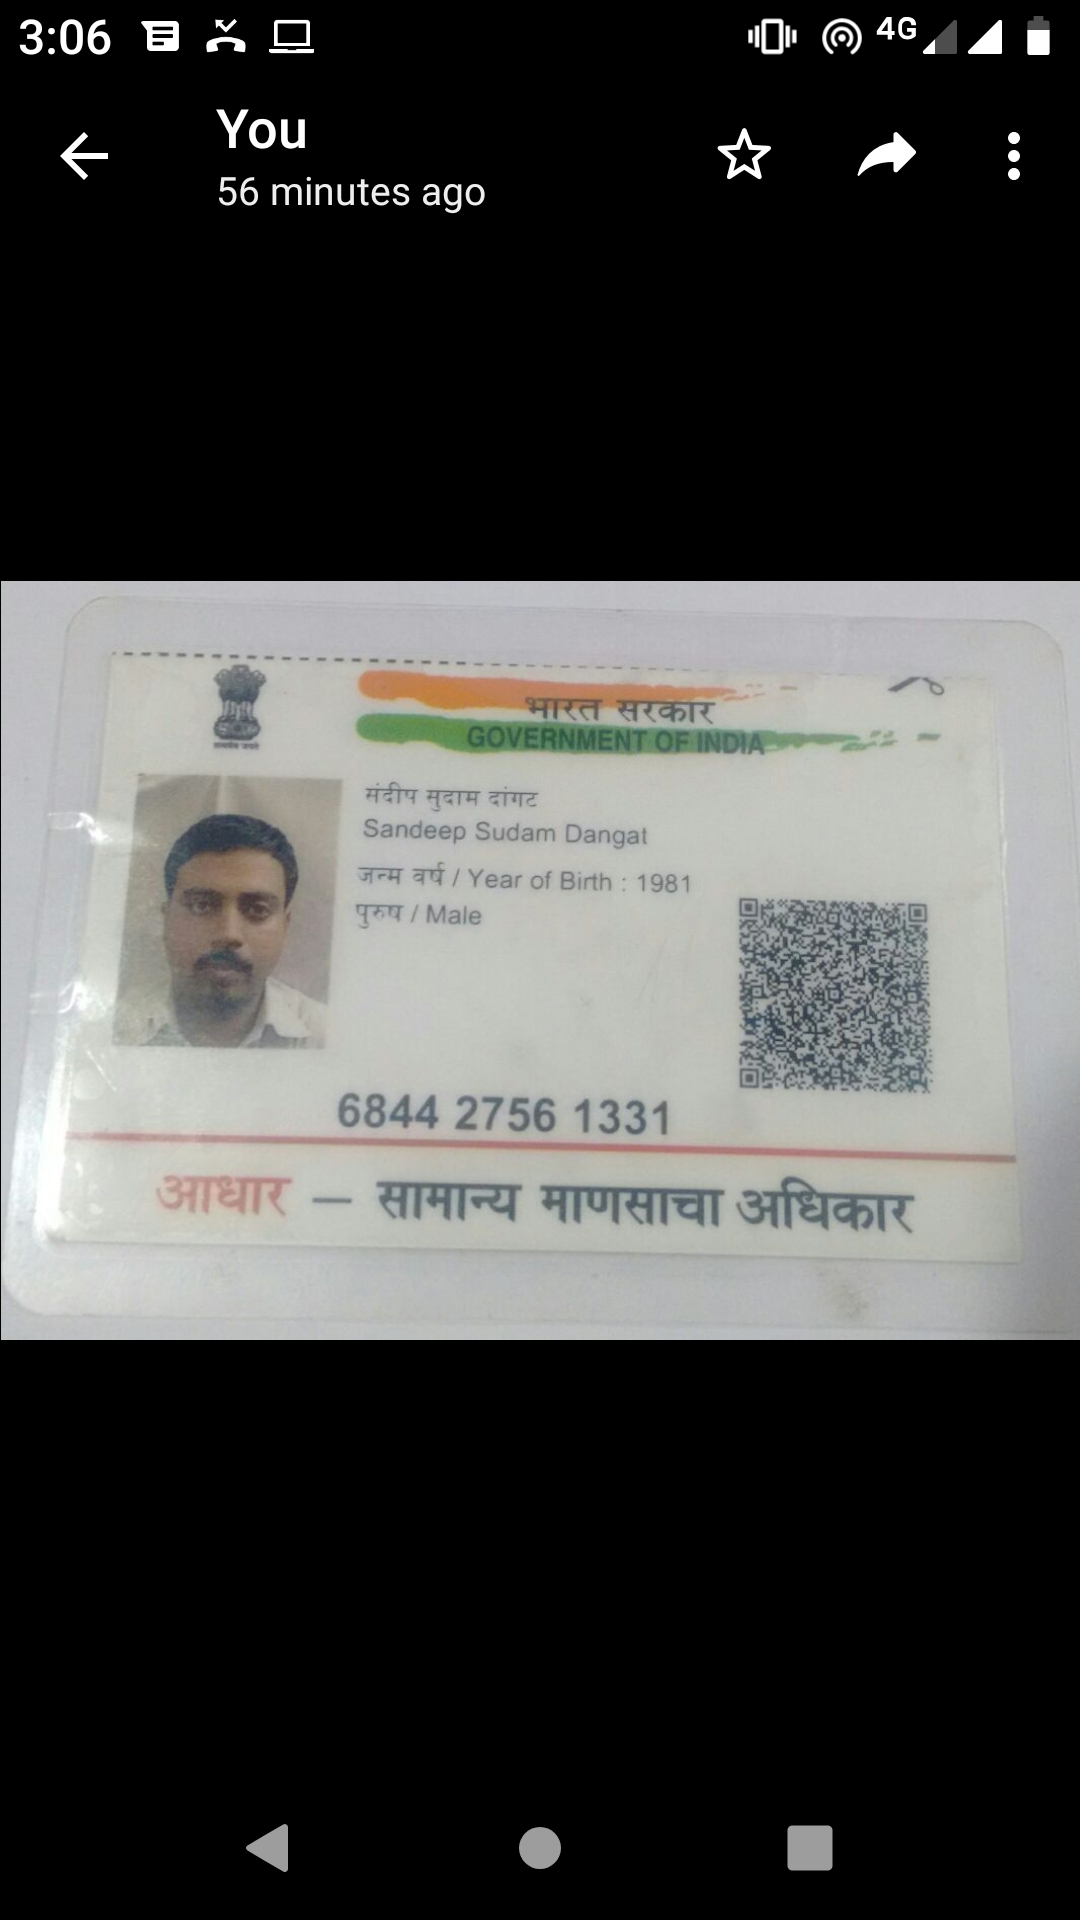 3:06
4G
You
56 minutes ago
भारत सरकार
GOVERNMENT OF INDIA
संदीप सुदाम दांगट
Sandeep Sudam Dangat
जन्म वर्ष / Year of Birth : 1981
पुरुष / Male
6844 2756 1331
आधार – सामान्य माणसाचा अधिकार